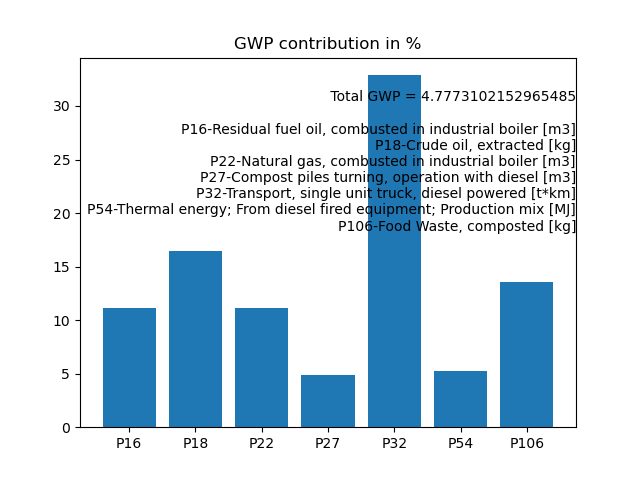 GWP contribution in %
Total GWP = 4.7773102152965485
P16-Residual fuel oil, combusted in industrial boiler [m3]
P18-Crude oil, extracted [kg]
P22-Natural gas, combusted in industrial boiler [m3]
P27-Compost piles turning, operation with diesel [m3]
P32-Transport, single unit truck, diesel powered [t*km]
P54-Thermal energy; From diesel fired equipment; Production mix [MJ]
P106-Food Waste, composted [kg]
30
25
20
15
10
5
0
P16 P18 P22 P27 P32 P54 P106